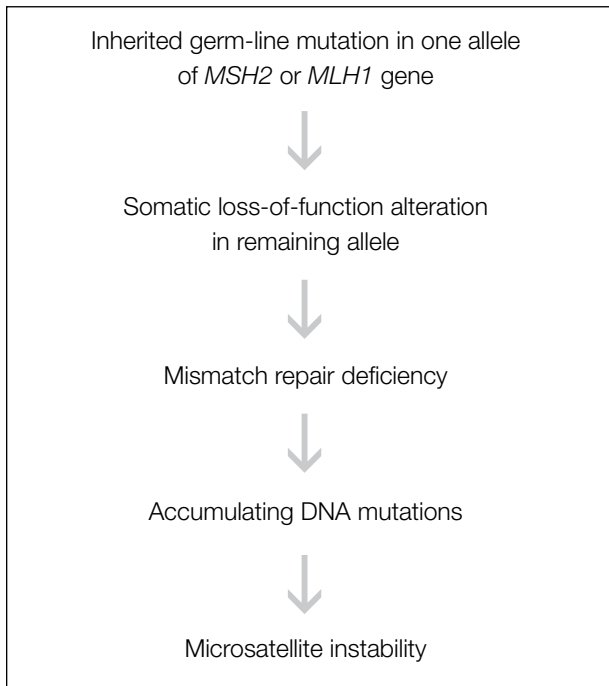 Inherited germ-line mutation in one allele
of MSH2 or MLH1 gene
Somatic loss-of-function alteration
in remaining allele
Mismatch repair deficiency
Accumulating DNA mutations
Microsatellite instability